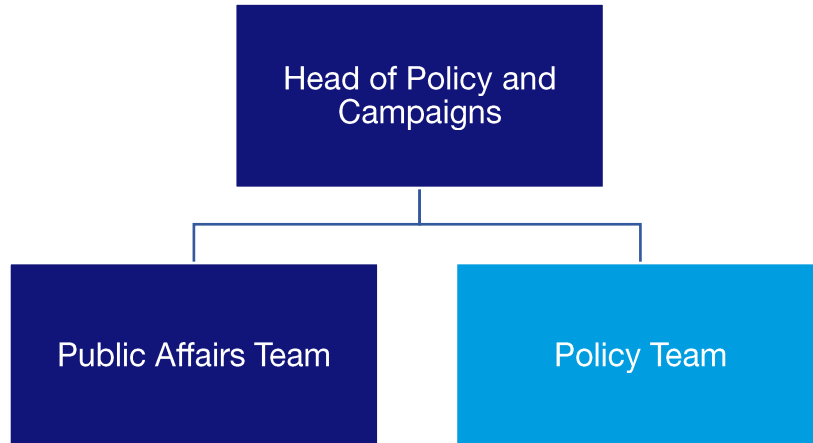 Head of Policy and
Campaigns
Public Affairs Team
Policy Team